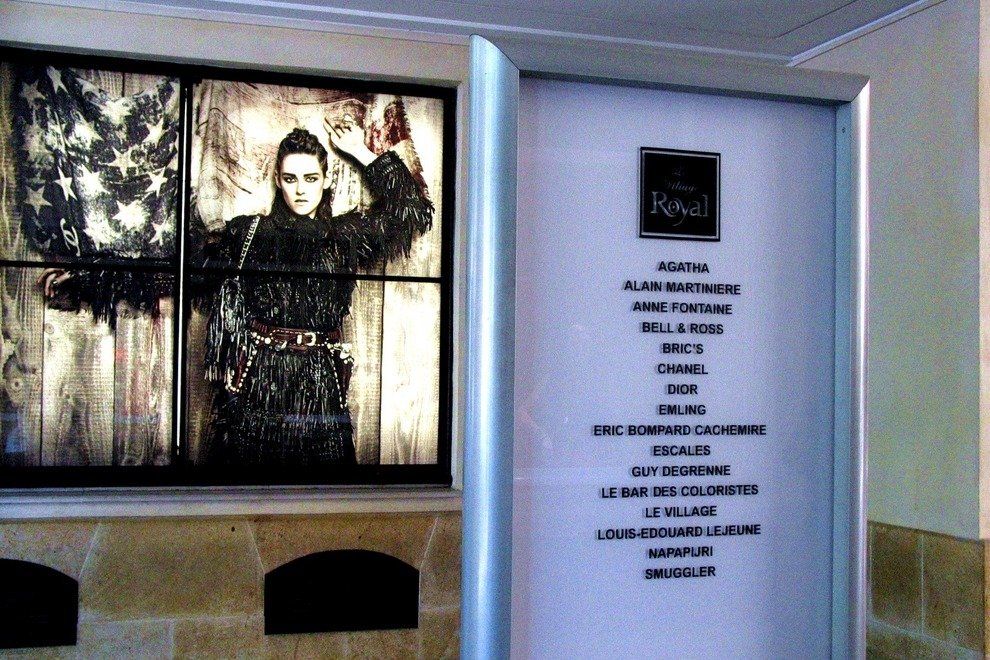 Le
Village
Royal
AGATHA
ALAIN MARTINIERE
ANNE FONTAINE
BELL & ROSS
BRIC'S
CHANEL
DIOR
EMLING
ERIC BOMPARD CACHEMIRE
ESCALES
GUY DEGRENNE
LE BAR DES COLORISTES
LE VILLAGE
LOUIS-EDOUARD LEJEUNE
NAPAPIJRI
SMUGGLER